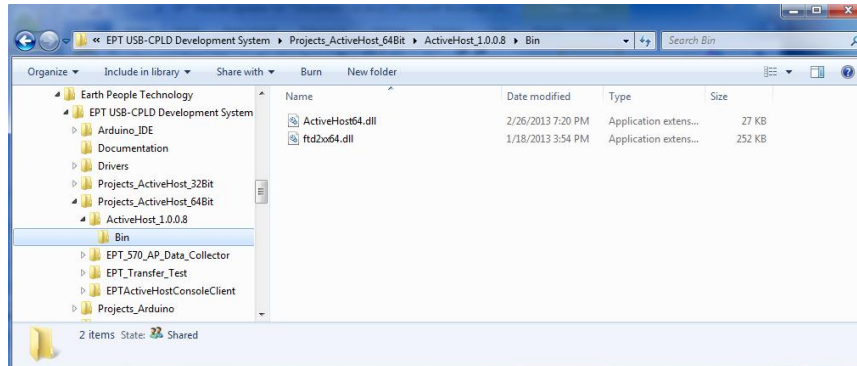 « EPT USB-CPLD Development System ▸ Projects_ActiveHost_64Bit ▸ ActiveHost_1.0.0.8 ▸ Bin
Search Bin
Organize ▾ Include in library ▾ Share with ▾ Burn New folder
Earth People Technology
EPT USB-CPLD Development System
Arduino_IDE
Documentation
Drivers
Projects_ActiveHost_32Bit
Projects_ActiveHost_64Bit
ActiveHost_1.0.0.8
Bin
EPT_570_AP_Data_Collector
EPT_Transfer_Test
EPTActiveHostConsoleClient
Projects_Arduino
Name Date modified Type Size
ActiveHost64.dll 2/26/2013 7:20 PM Application extens... 27 KB
ftd2xx64.dll 1/18/2013 3:54 PM Application extens... 252 KB
2 items State: Shared